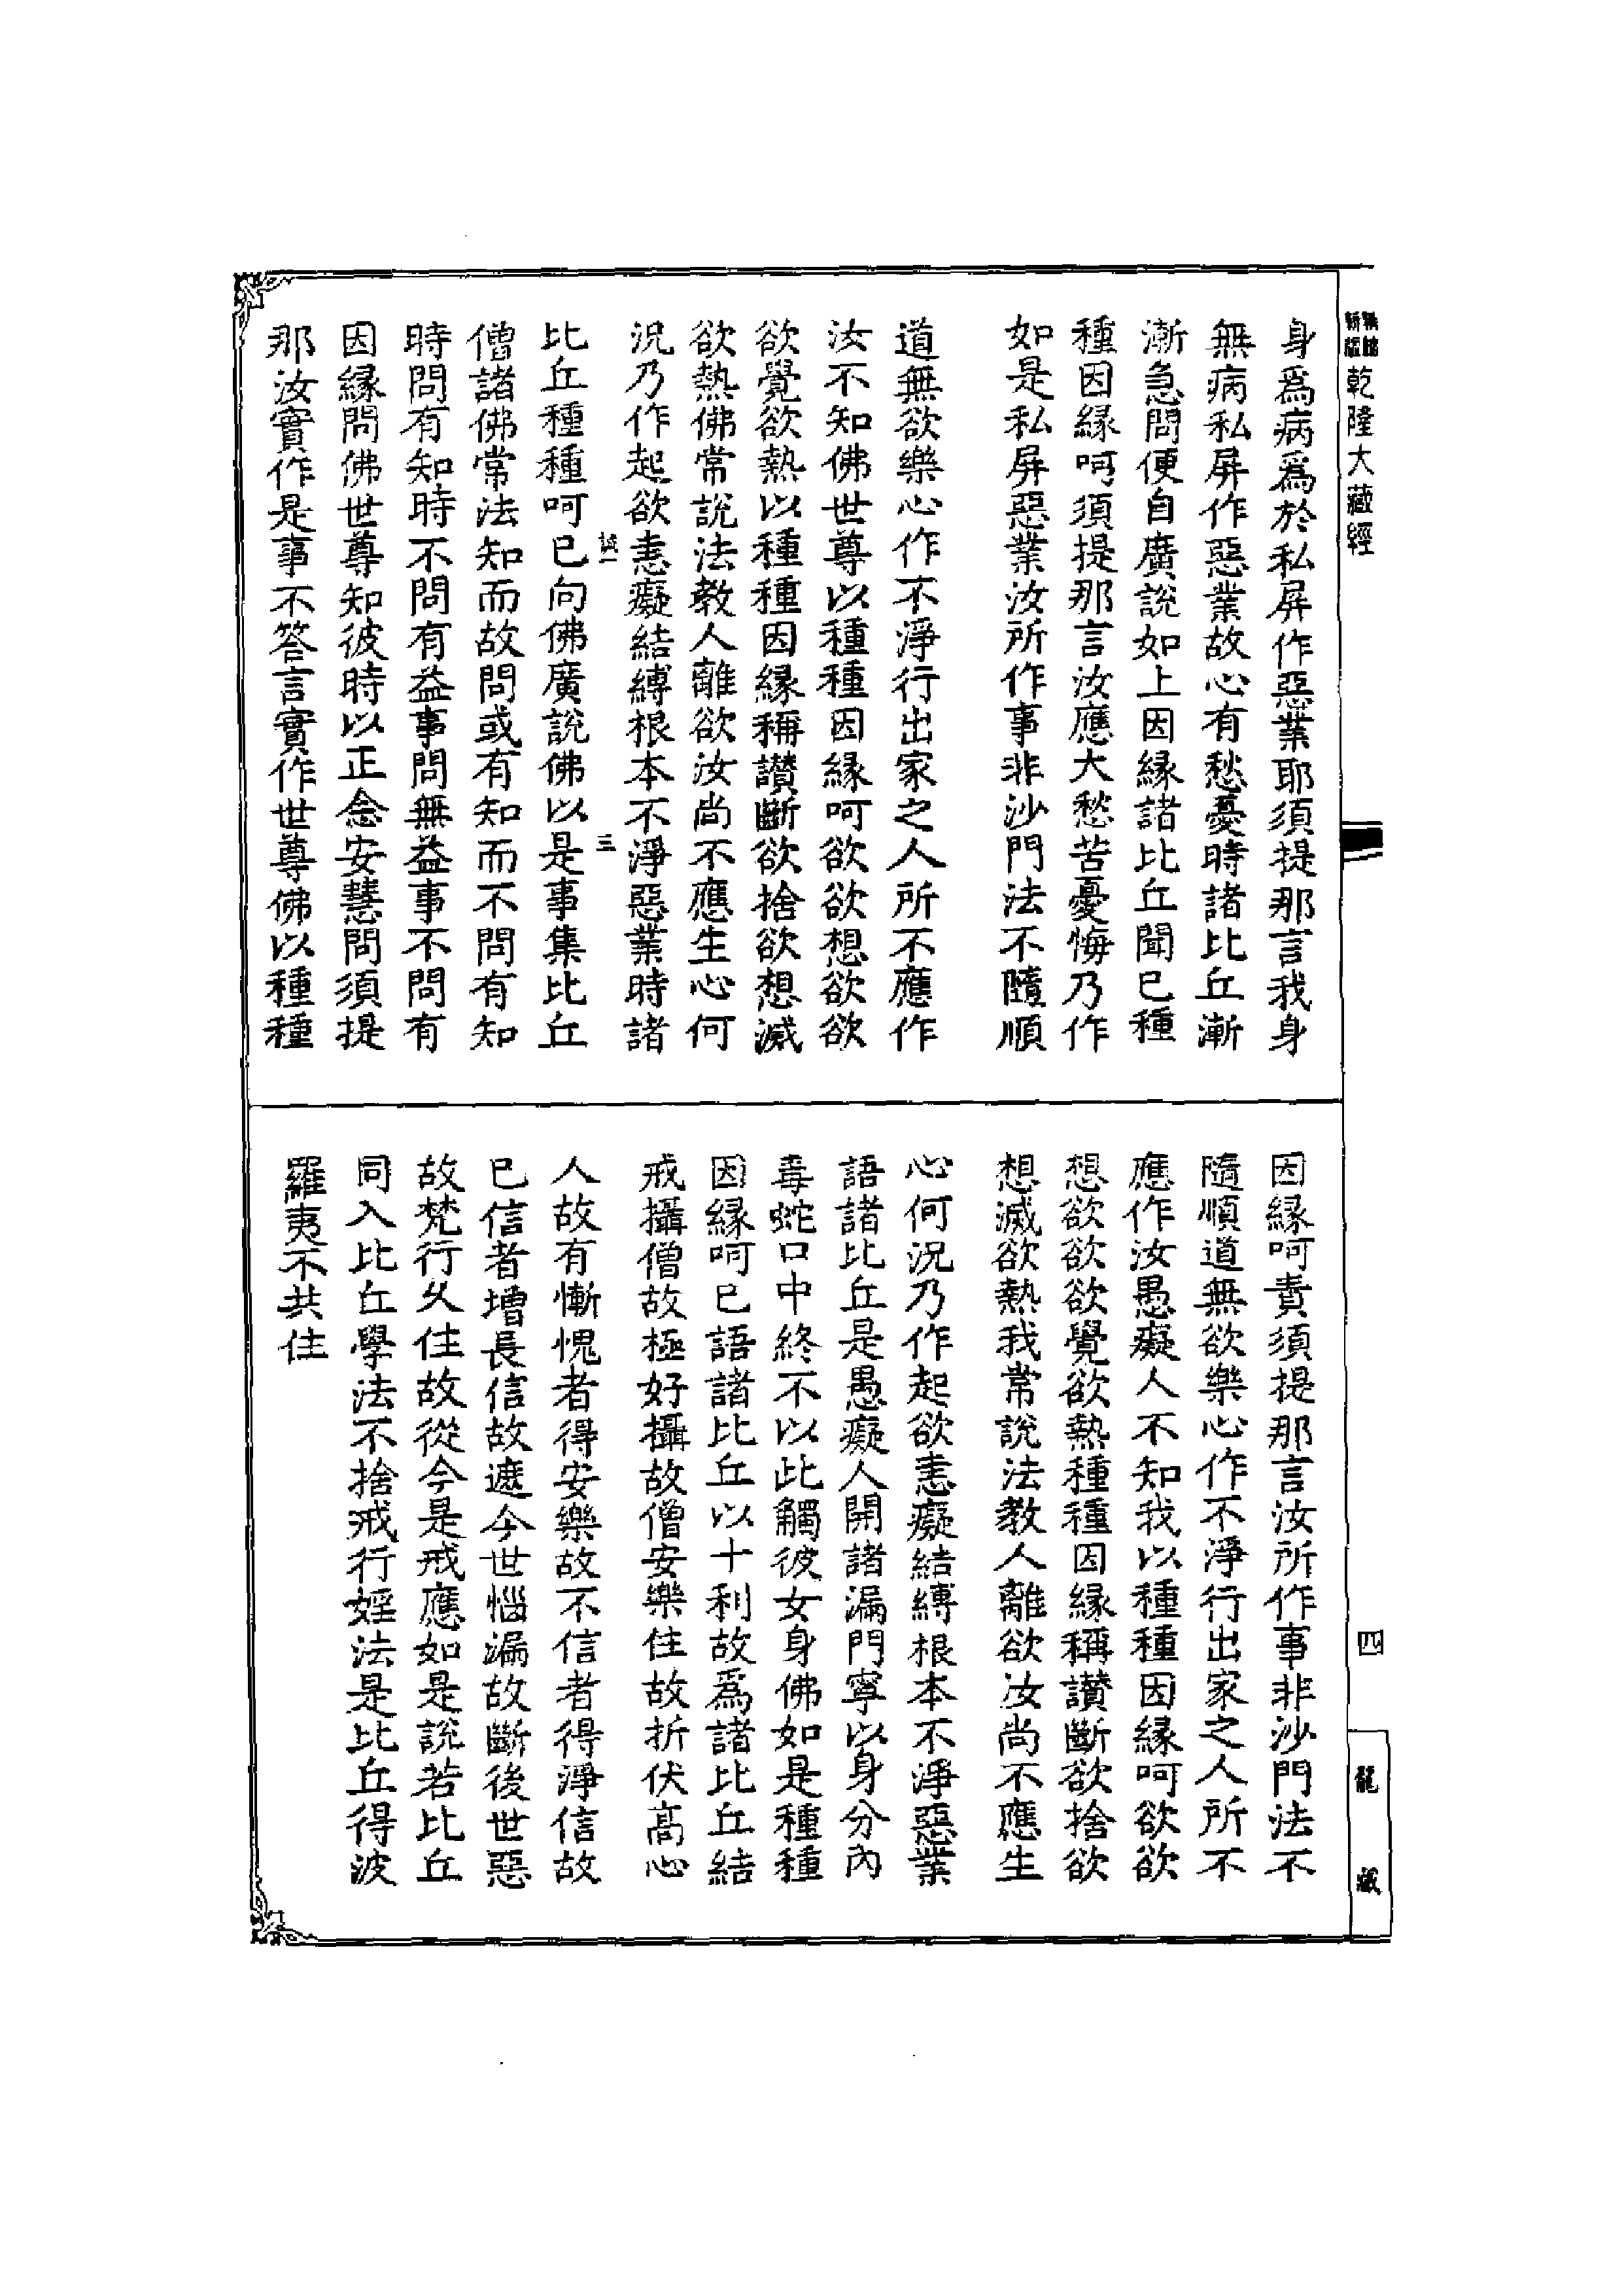 乾隆大藏經
身爲病爲於私屏作惡業耶須提那言我身
無病私屏作惡業故心有愁憂時諸比丘漸
漸急問便自廣說如上因緣諸比丘聞已種
種因緣呵須提那言汝應大愁苦憂悔乃作
如是私屏惡業汝所作事非沙門法不隨順
道無欲樂心作不淨行出家之人所不應作
汝不知佛世尊以種種因緣呵欲欲想欲欲
欲覺欲熱以種種因緣稱讚斷欲捨欲想滅
欲熱佛常說法教人離欲汝尚不應生心何
況乃作起欲恚癡結縛根本不淨惡業時諸
比丘種種呵已向佛廣說佛以是事集比丘
僧諸佛常法知而故問或有知而不問有知
時問有知時不問有益事問無益事不問有
因緣問佛世尊知彼時以正念安慧問須提
那汝實作是事不答言實作世尊佛以種種
三
因緣呵責須提那言汝所作事非沙門法不
隨順道無欲樂心作不淨行出家之人所不
應作汝愚癡人不知我以種種因緣呵欲欲
想欲欲欲覺欲熱種種因緣稱讚斷欲捨欲
想滅欲熱我常說法教人離欲汝尚不應生
心何況乃作起欲恚癡結縛根本不淨惡業
語諸比丘是愚癡人開諸漏門寧以身分內
毒蛇口中終不以此觸彼女身佛如是種種
因緣呵已語諸比丘以十利故爲諸比丘結
戒攝僧故極好攝故僧安樂住故折伏高心
人故有慚愧者得安樂故不信者得淨信故
已信者增長信故遮今世惱漏故斷後世惡
故梵行久住故從今是戒應如是說若比丘
同入比丘學法不捨戒行婬法是比丘得波
羅夷不共住
四
龍藏